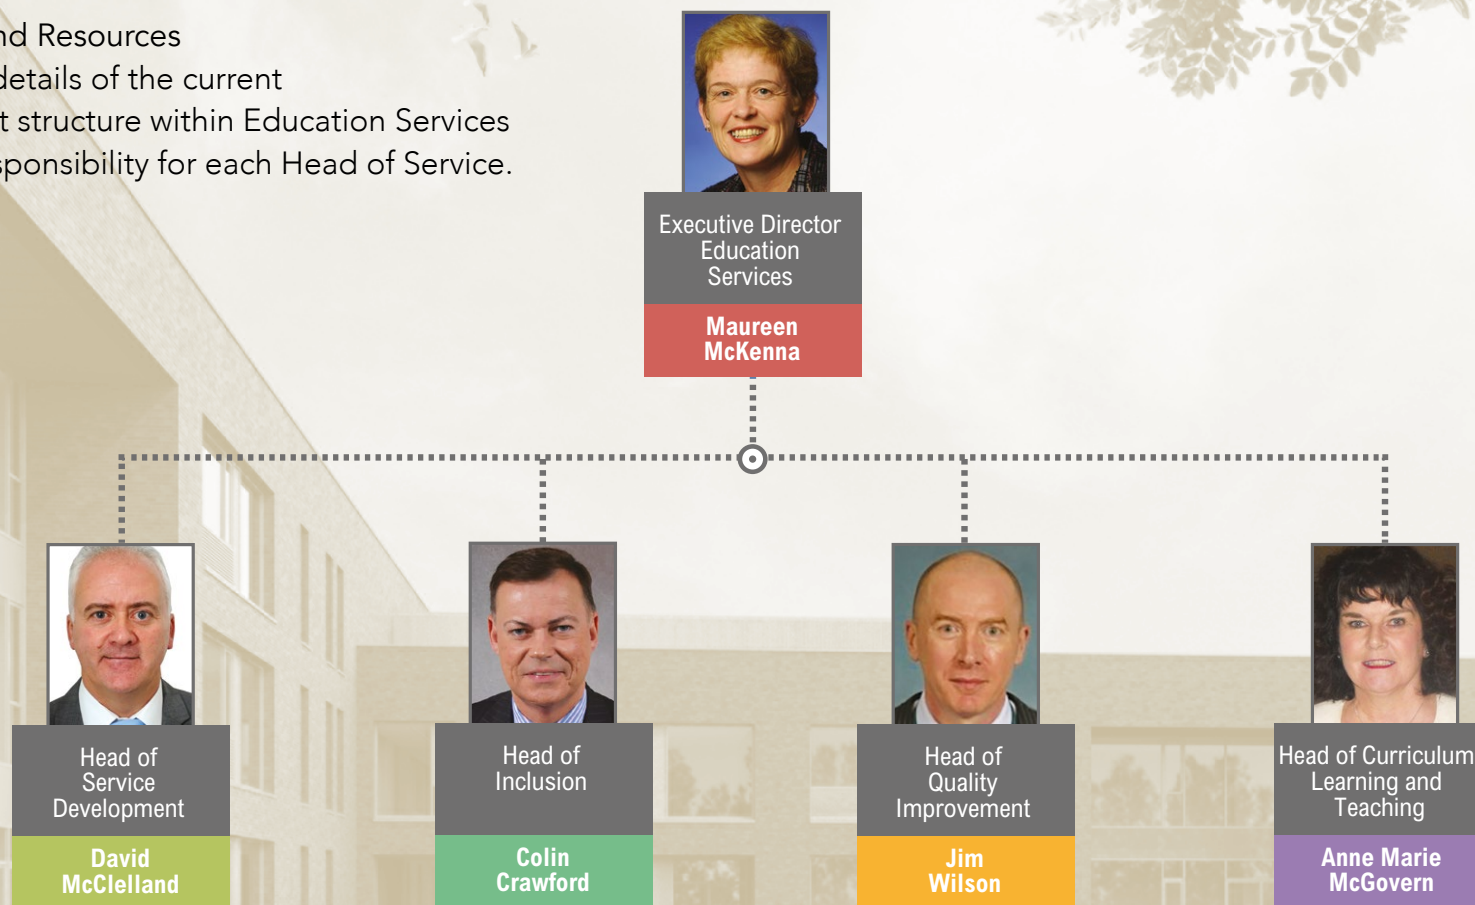 nd Resources
details of the current
t structure within Education Services
sponsibility for each Head of Service.
Executive Director
Education
Services
Maureen
McKenna
Head of
Service
Development
David
McClelland
Head of
Inclusion
Colin
Crawford
Head of
Quality
Improvement
Jim
Wilson
Head of Curriculum
Learning and
Teaching
Anne Marie
McGovern